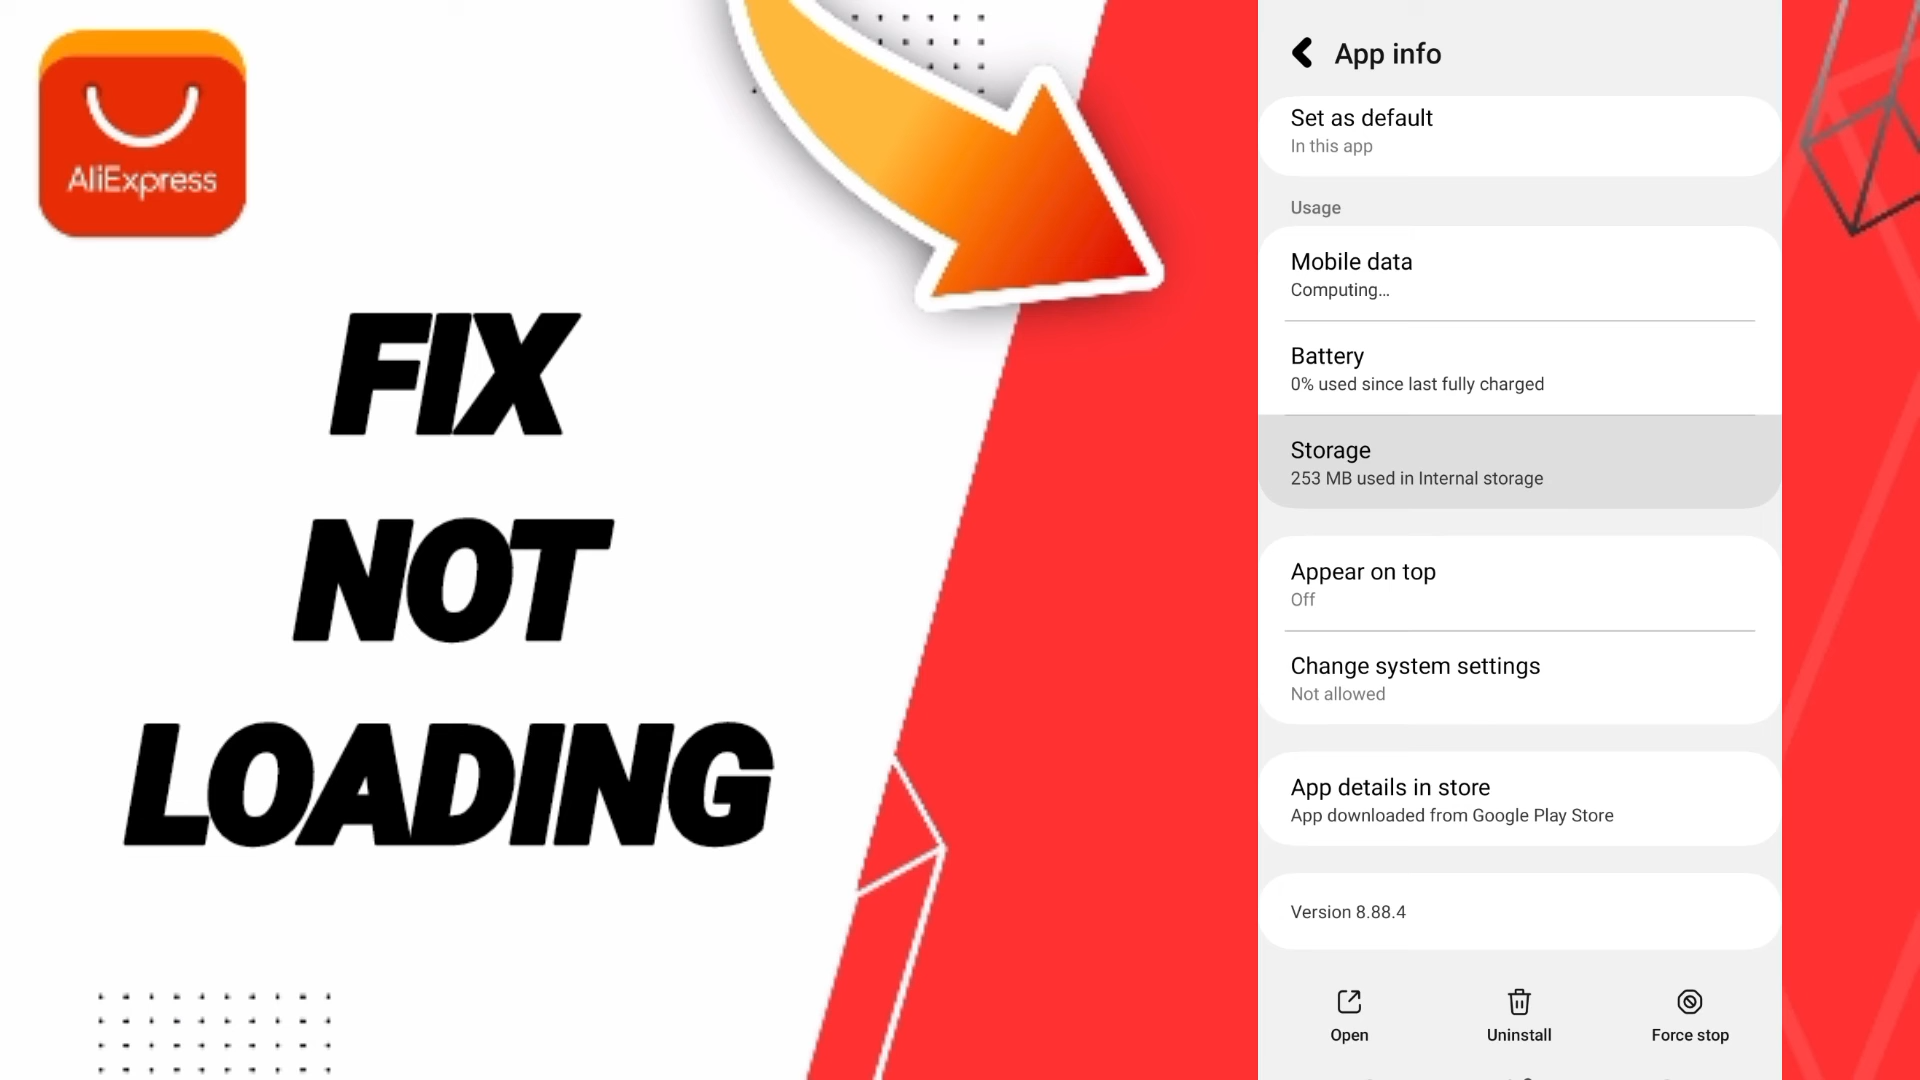 AliExpress
FIX
NOT
LOADING
App info
Set as default
In this app
Usage
Mobile data
Computing...
Battery
0% used since last fully charged
Storage
253 MB used in Internal storage
Appear on top
Off
Change system settings
Not allowed
App details in store
App downloaded from Google Play Store
Version 8.88.4
Open
Uninstall
Force stop